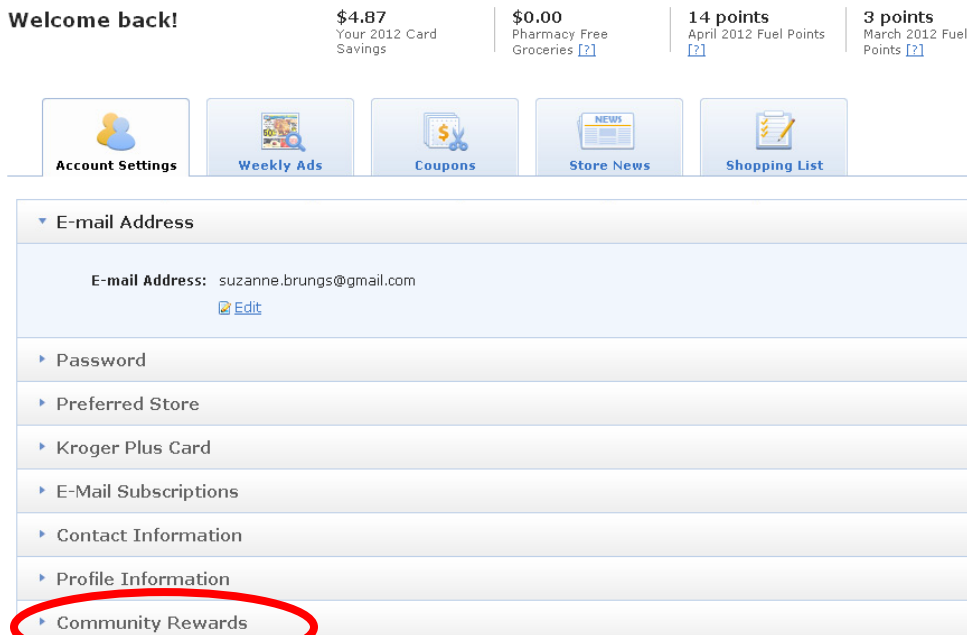 Welcome back!
$4.87
Your 2012 Card
Savings
$0.00
Pharmacy Free
Groceries [?]
14 points
April 2012 Fuel Points
[?]
3 points
March 2012 Fuel
Points [?]
Account Settings
Weekly Ads
Coupons
NEWS
Store News
Shopping List
E-mail Address
E-mail Address: suzanne.brungs@gmail.com
Edit
Password
Preferred Store
Kroger Plus Card
E-Mail Subscriptions
Contact Information
Profile Information
Community Rewards